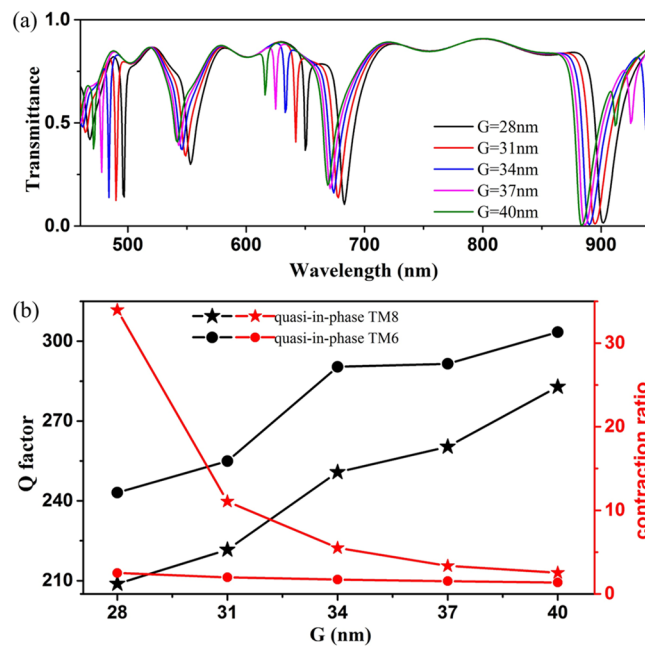 (a)
1.0
0.5
0.0
Transmittance
G=28nm
G=31nm
G=34nm
G=37nm
G=40nm
500 600 700 800 900
Wavelength (nm)
(b)
quasi-in-phase TM8
quasi-in-phase TM6
300
270
240
210
Q factor
30
20
10
0
contraction ratio
28 31 34 37 40
G (nm)